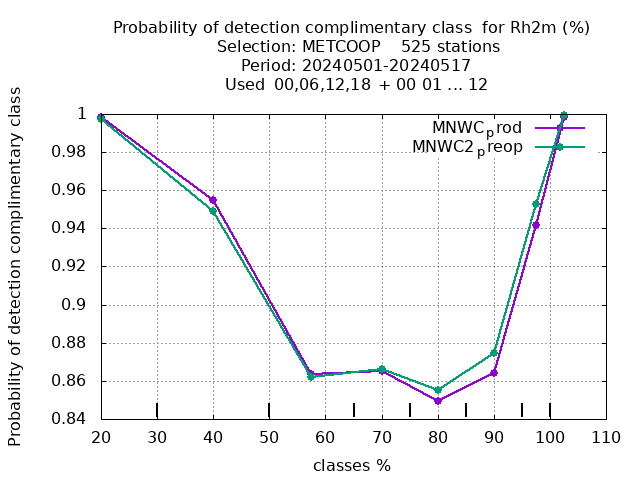 Probability of detection complimentary class for Rh2m (%)
Selection: METCOOP 525 stations
Period: 20240501-20240517
Used 00,06,12,18 + 00 01 ... 12
Probability of detection complimentary class
1
0.98
0.96
0.94
0.92
0.9
0.88
0.86
0.84
MNWCprod
MNWC2preop
20 30 40 50 60 70 80 90 100 110
classes %